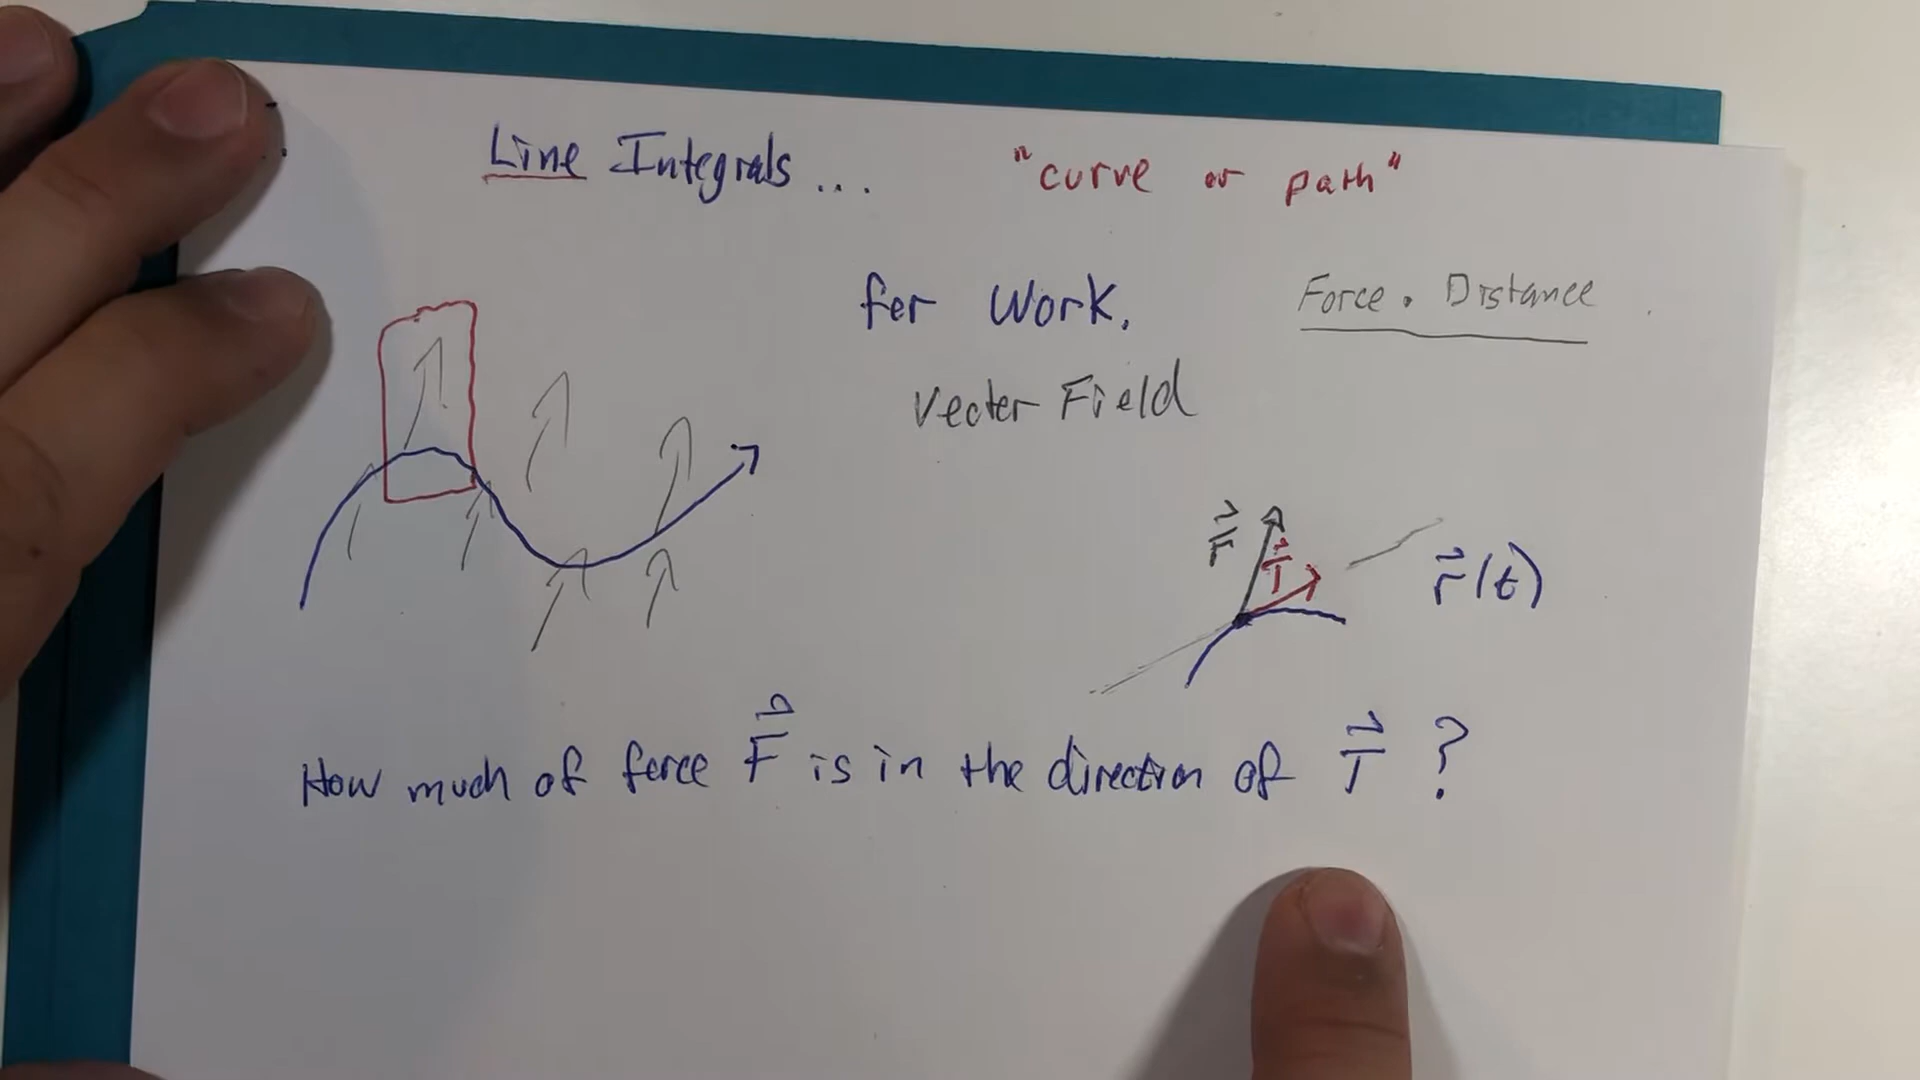 Line Integrals... "curve or path"
for Work. Force • Distance
Vector Field
F⃗ T⃗ r⃗(t)
How much of force F⃗ is in the direction of T⃗ ?